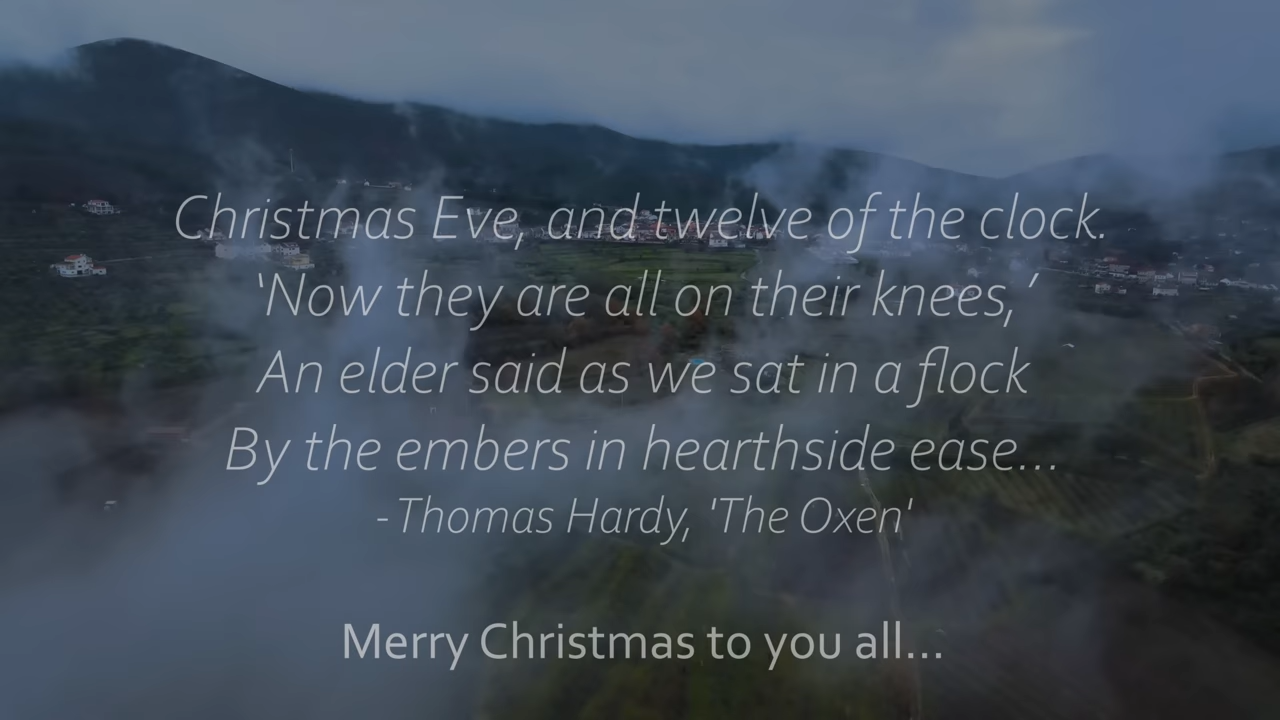 Christmas Eve, and twelve of the clock.
‘Now they are all on their knees,’
An elder said as we sat in a flock
By the embers in hearthside ease...
- Thomas Hardy, 'The Oxen'
Merry Christmas to you all...